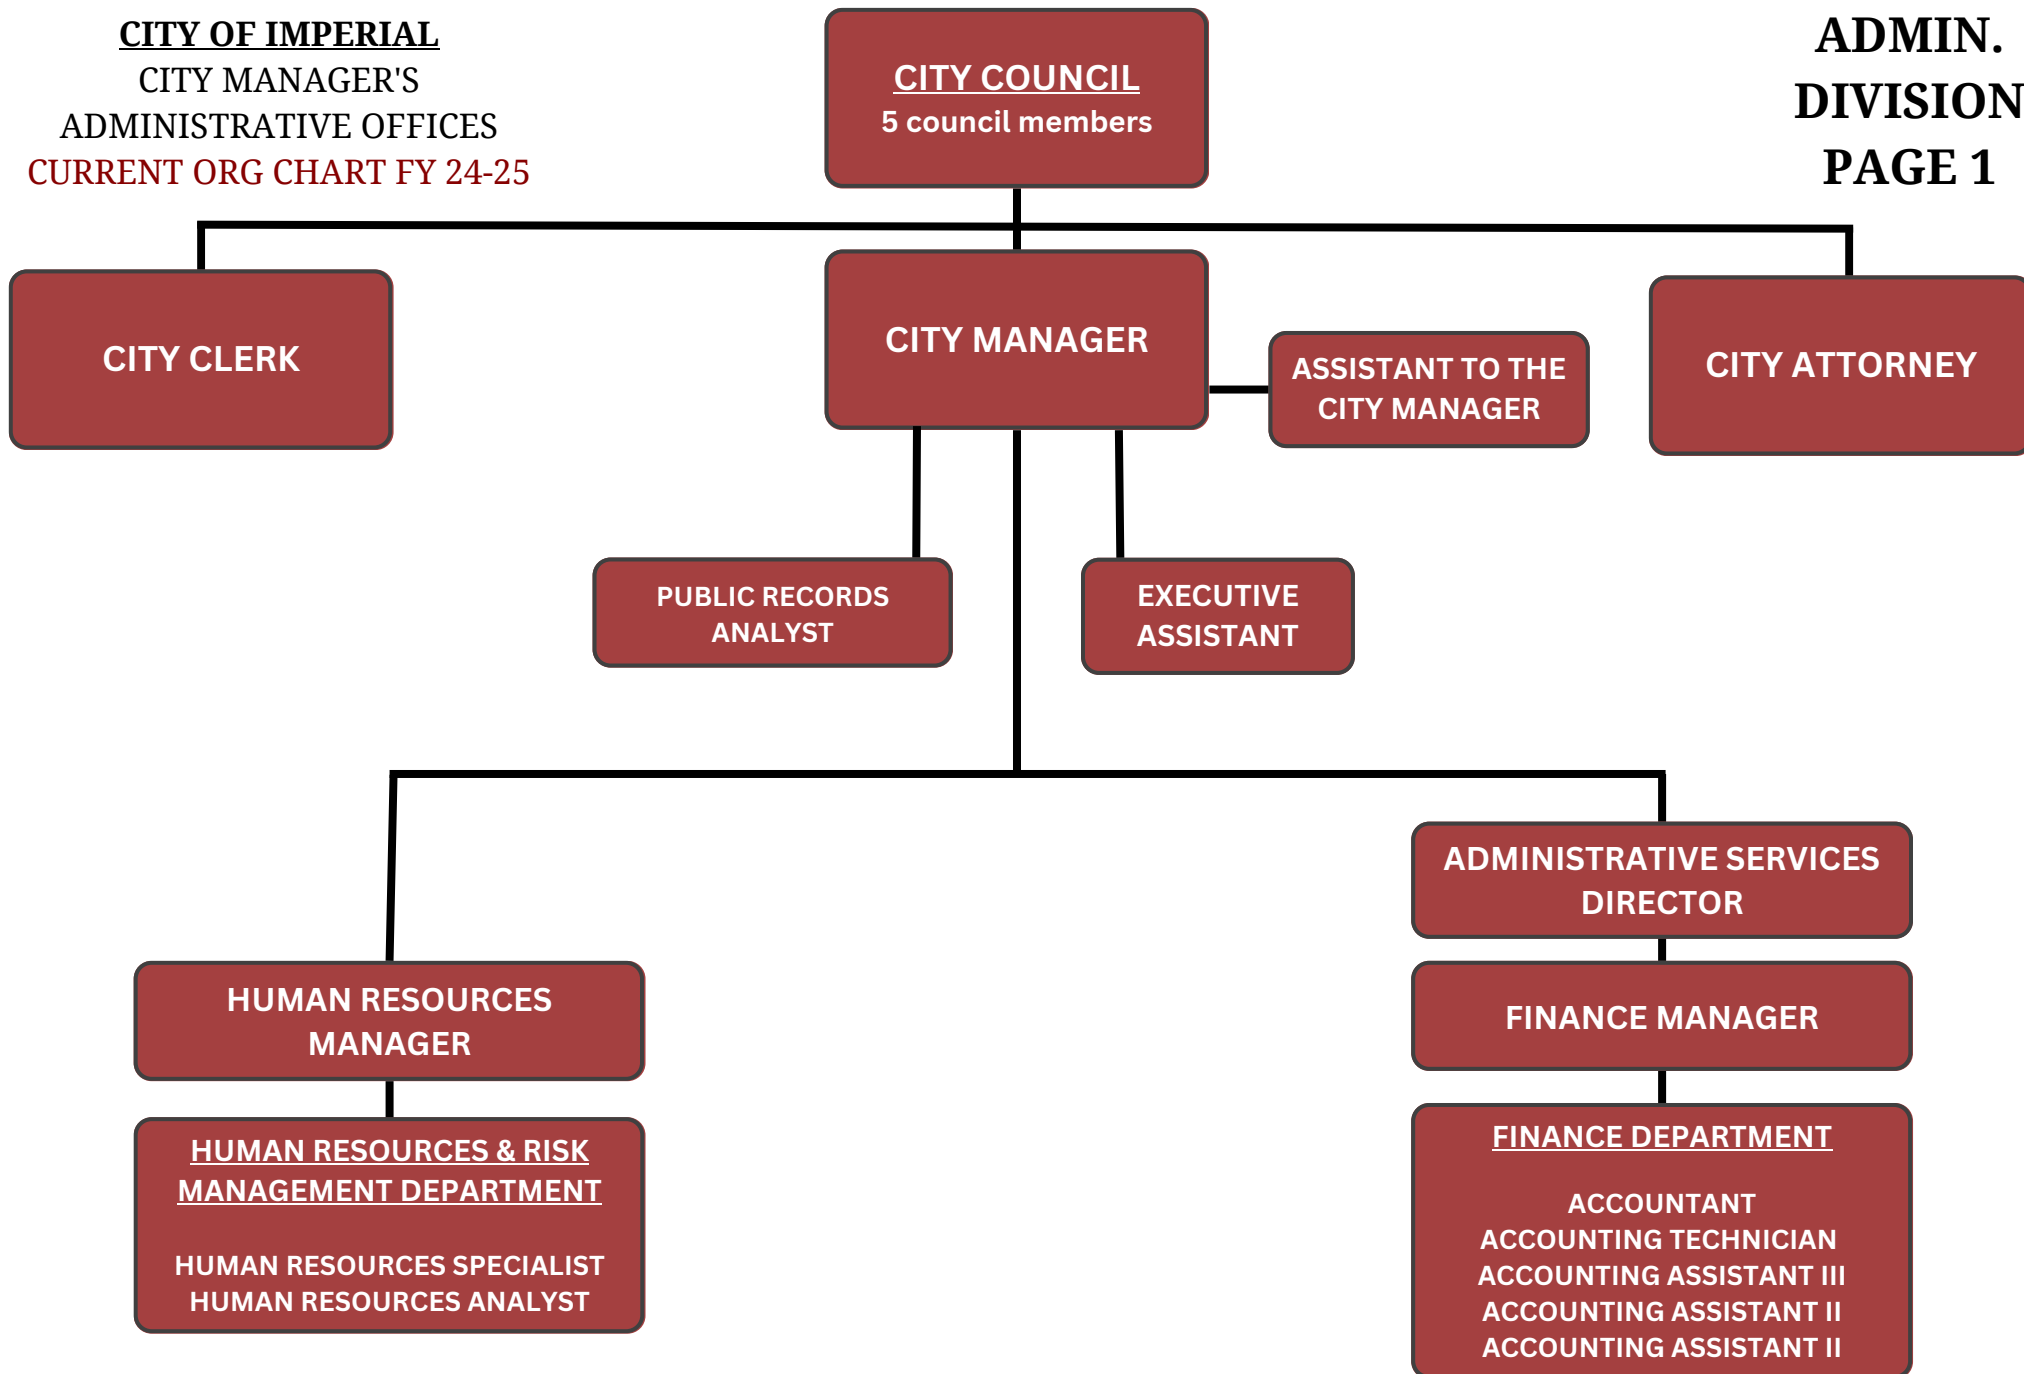 CITY OF IMPERIAL
CITY MANAGER'S
ADMINISTRATIVE OFFICES
CURRENT ORG CHART FY 24-25
CITY COUNCIL
5 council members
ADMIN.
DIVISION
PAGE 1
CITY CLERK
CITY MANAGER
ASSISTANT TO THE
CITY MANAGER
CITY ATTORNEY
PUBLIC RECORDS
ANALYST
EXECUTIVE
ASSISTANT
HUMAN RESOURCES
MANAGER
HUMAN RESOURCES & RISK
MANAGEMENT DEPARTMENT
HUMAN RESOURCES SPECIALIST
HUMAN RESOURCES ANALYST
ADMINISTRATIVE SERVICES
DIRECTOR
FINANCE MANAGER
FINANCE DEPARTMENT
ACCOUNTANT
ACCOUNTING TECHNICIAN
ACCOUNTING ASSISTANT III
ACCOUNTING ASSISTANT II
ACCOUNTING ASSISTANT II